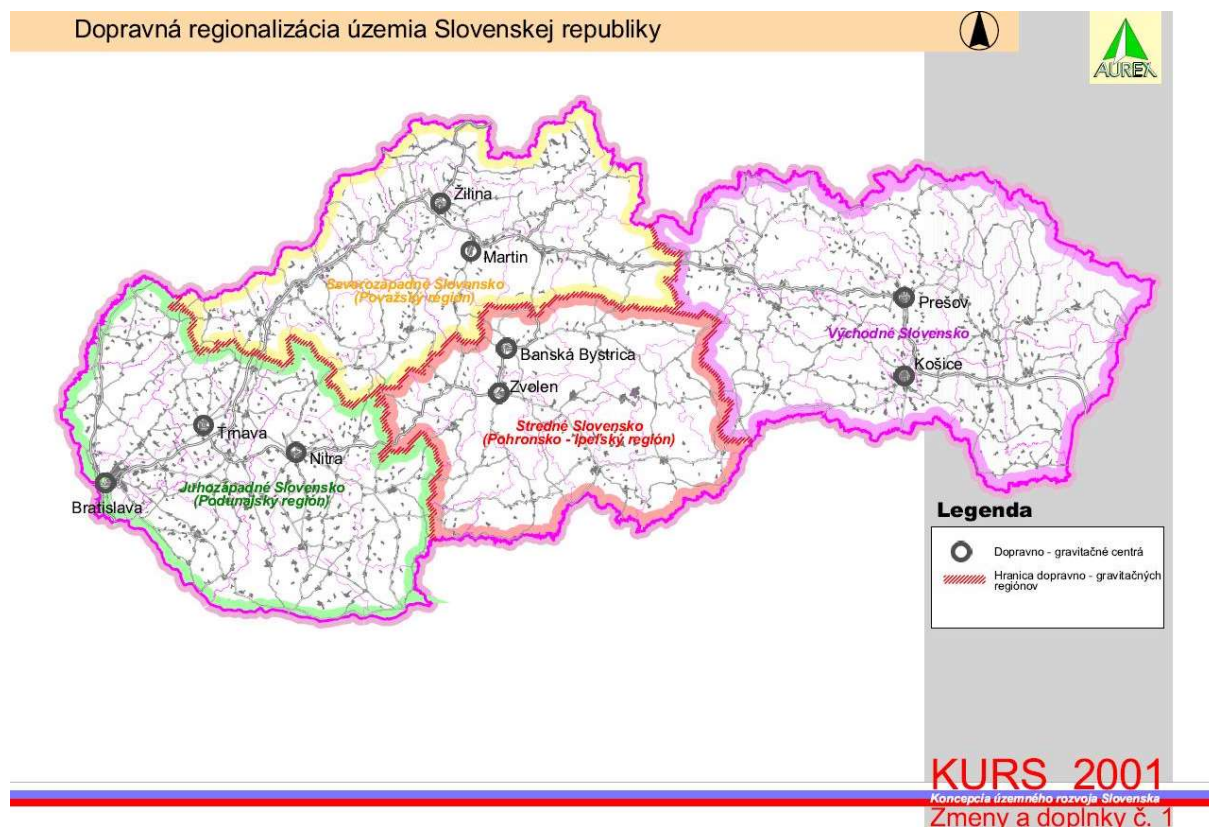 Dopravná regionalizácia územia Slovenskej republiky
AUREX
Žilina
Martin
Severozápadné Slovensko
(Považský región)
Prešov
Východné Slovensko
Banská Bystrica
Košice
Zvolen
Stredné Slovensko
(Pohronsko - Ipeľský región)
Trnava
Nitra
Juhozápadné Slovensko
(Podunajský región)
Bratislava
Legenda
Dopravno - gravitačné centrá
Hranica dopravno - gravitačných
regiónov
KURS 2001
Koncepcia územného rozvoja Slovenska
Zmeny a doplnky č. 1